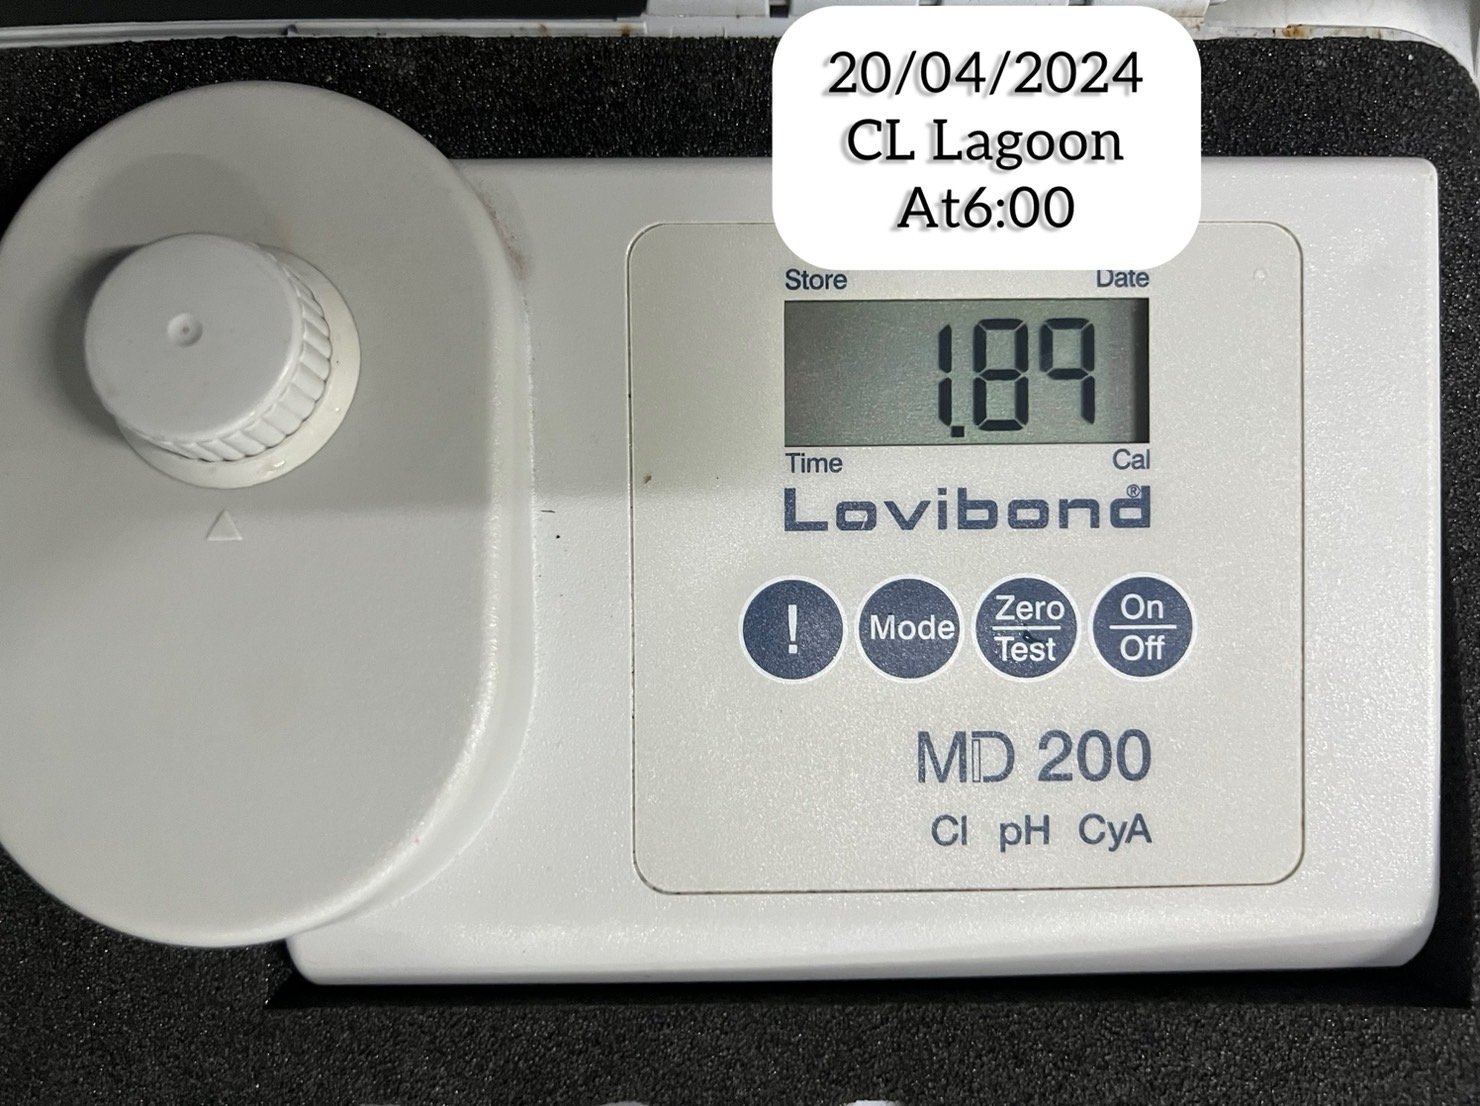 20/04/2024
CL Lagoon
At6:00
Store Date
1.89
Time Cal
Lovibond®
! Mode Zero Test On Off
MD 200
Cl pH CyA